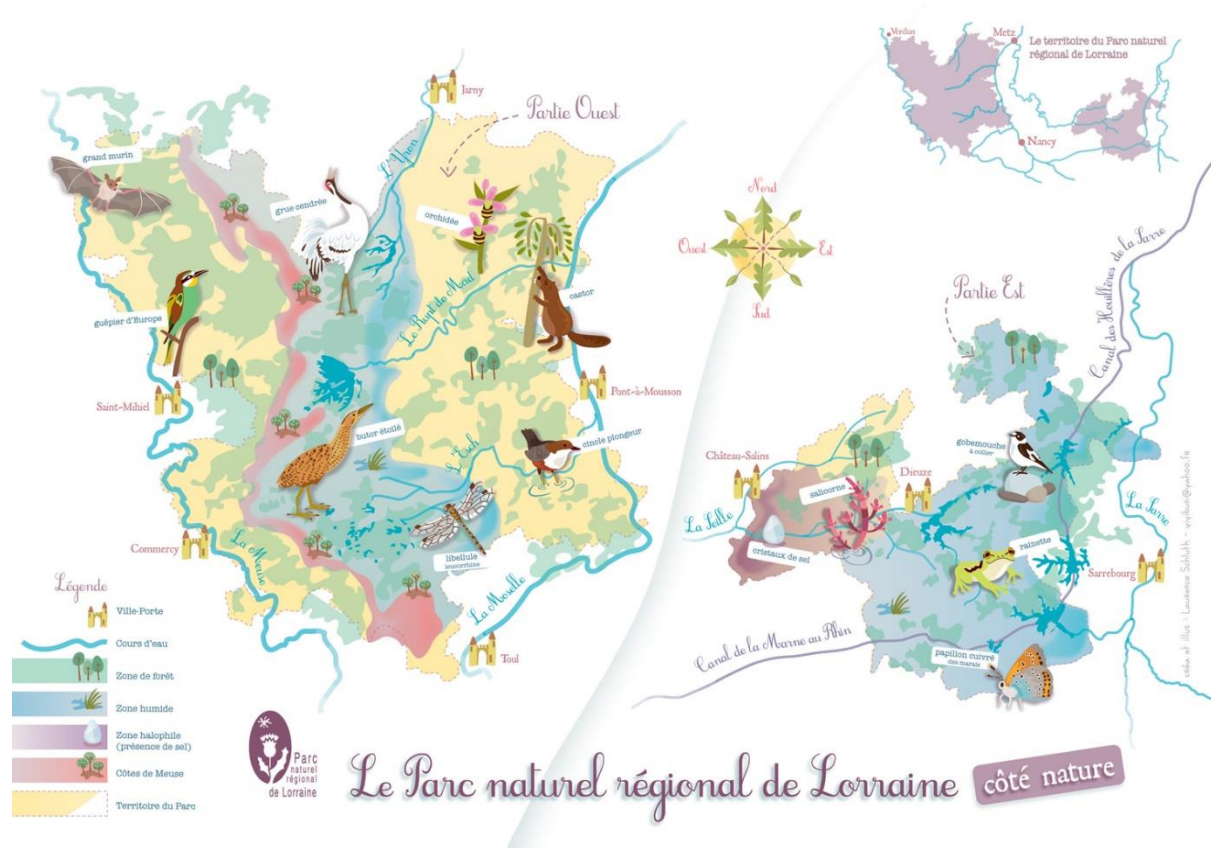 Verdun
Metz
Le territoire du Parc naturel
régional de Lorraine
Nancy
Jarny
Partie Ouest
L'Yron
grand murin
grue cendrée
orchidée
Nord
Ouest
Est
Sud
castor
guêpier d'Europe
Le Rupt de Mad
Saint-Mihiel
Pont-à-Mousson
butor étoilé
cincle plongeur
L'Esch
libellule
leucorrhine
Commercy
La Meuse
La Moselle
Toul
Partie Est
Canal des Houillères de la Sarre
gobemouche
à collier
Château-Salins
Dieuze
salicorne
La Seille
cristaux de sel
rainette
La Sarre
Sarrebourg
Canal de la Marne au Rhin
papillon cuivré
des marais
Légende
Ville-Porte
Cours d'eau
Zone de forêt
Zone humide
Zone halophile
(présence de sel)
Côtes de Meuse
Territoire du Parc
Parc
naturel
régional
de Lorraine
Le Parc naturel régional de Lorraine
côté nature